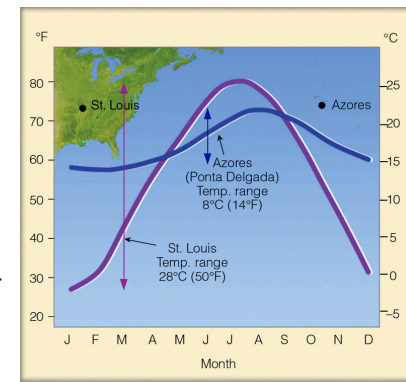 °F
°C
80
70
60
50
40
30
20
25
20
15
10
5
0
–5
St. Louis
Azores
Azores
(Ponta Delgada)
Temp. range
8°C (14°F)
St. Louis
Temp. range
28°C (50°F)
J F M A M J J A S O N D
Month